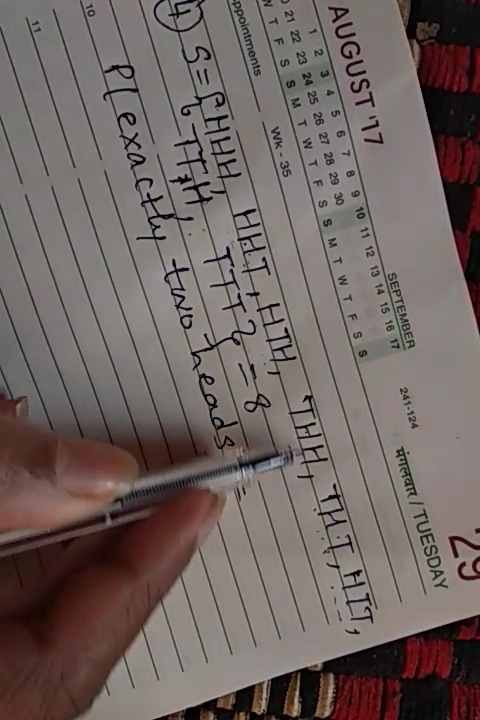 AUGUST '17
SEPTEMBER
241-124
मंगलवार / TUESDAY
29
1 2 3 4 5 6 7 8 9 10 11 12 13 14 15 16 17
21 22 23 24 25 26 27 28 29 30
W T F S S M T W T F S S M T W T F S S
ppointments
Wk - 35
4) S = { HHH, HHT, HTH, THH, THT, HTT,
TTH, TTT } = 8
P(exactly two heads
10
11